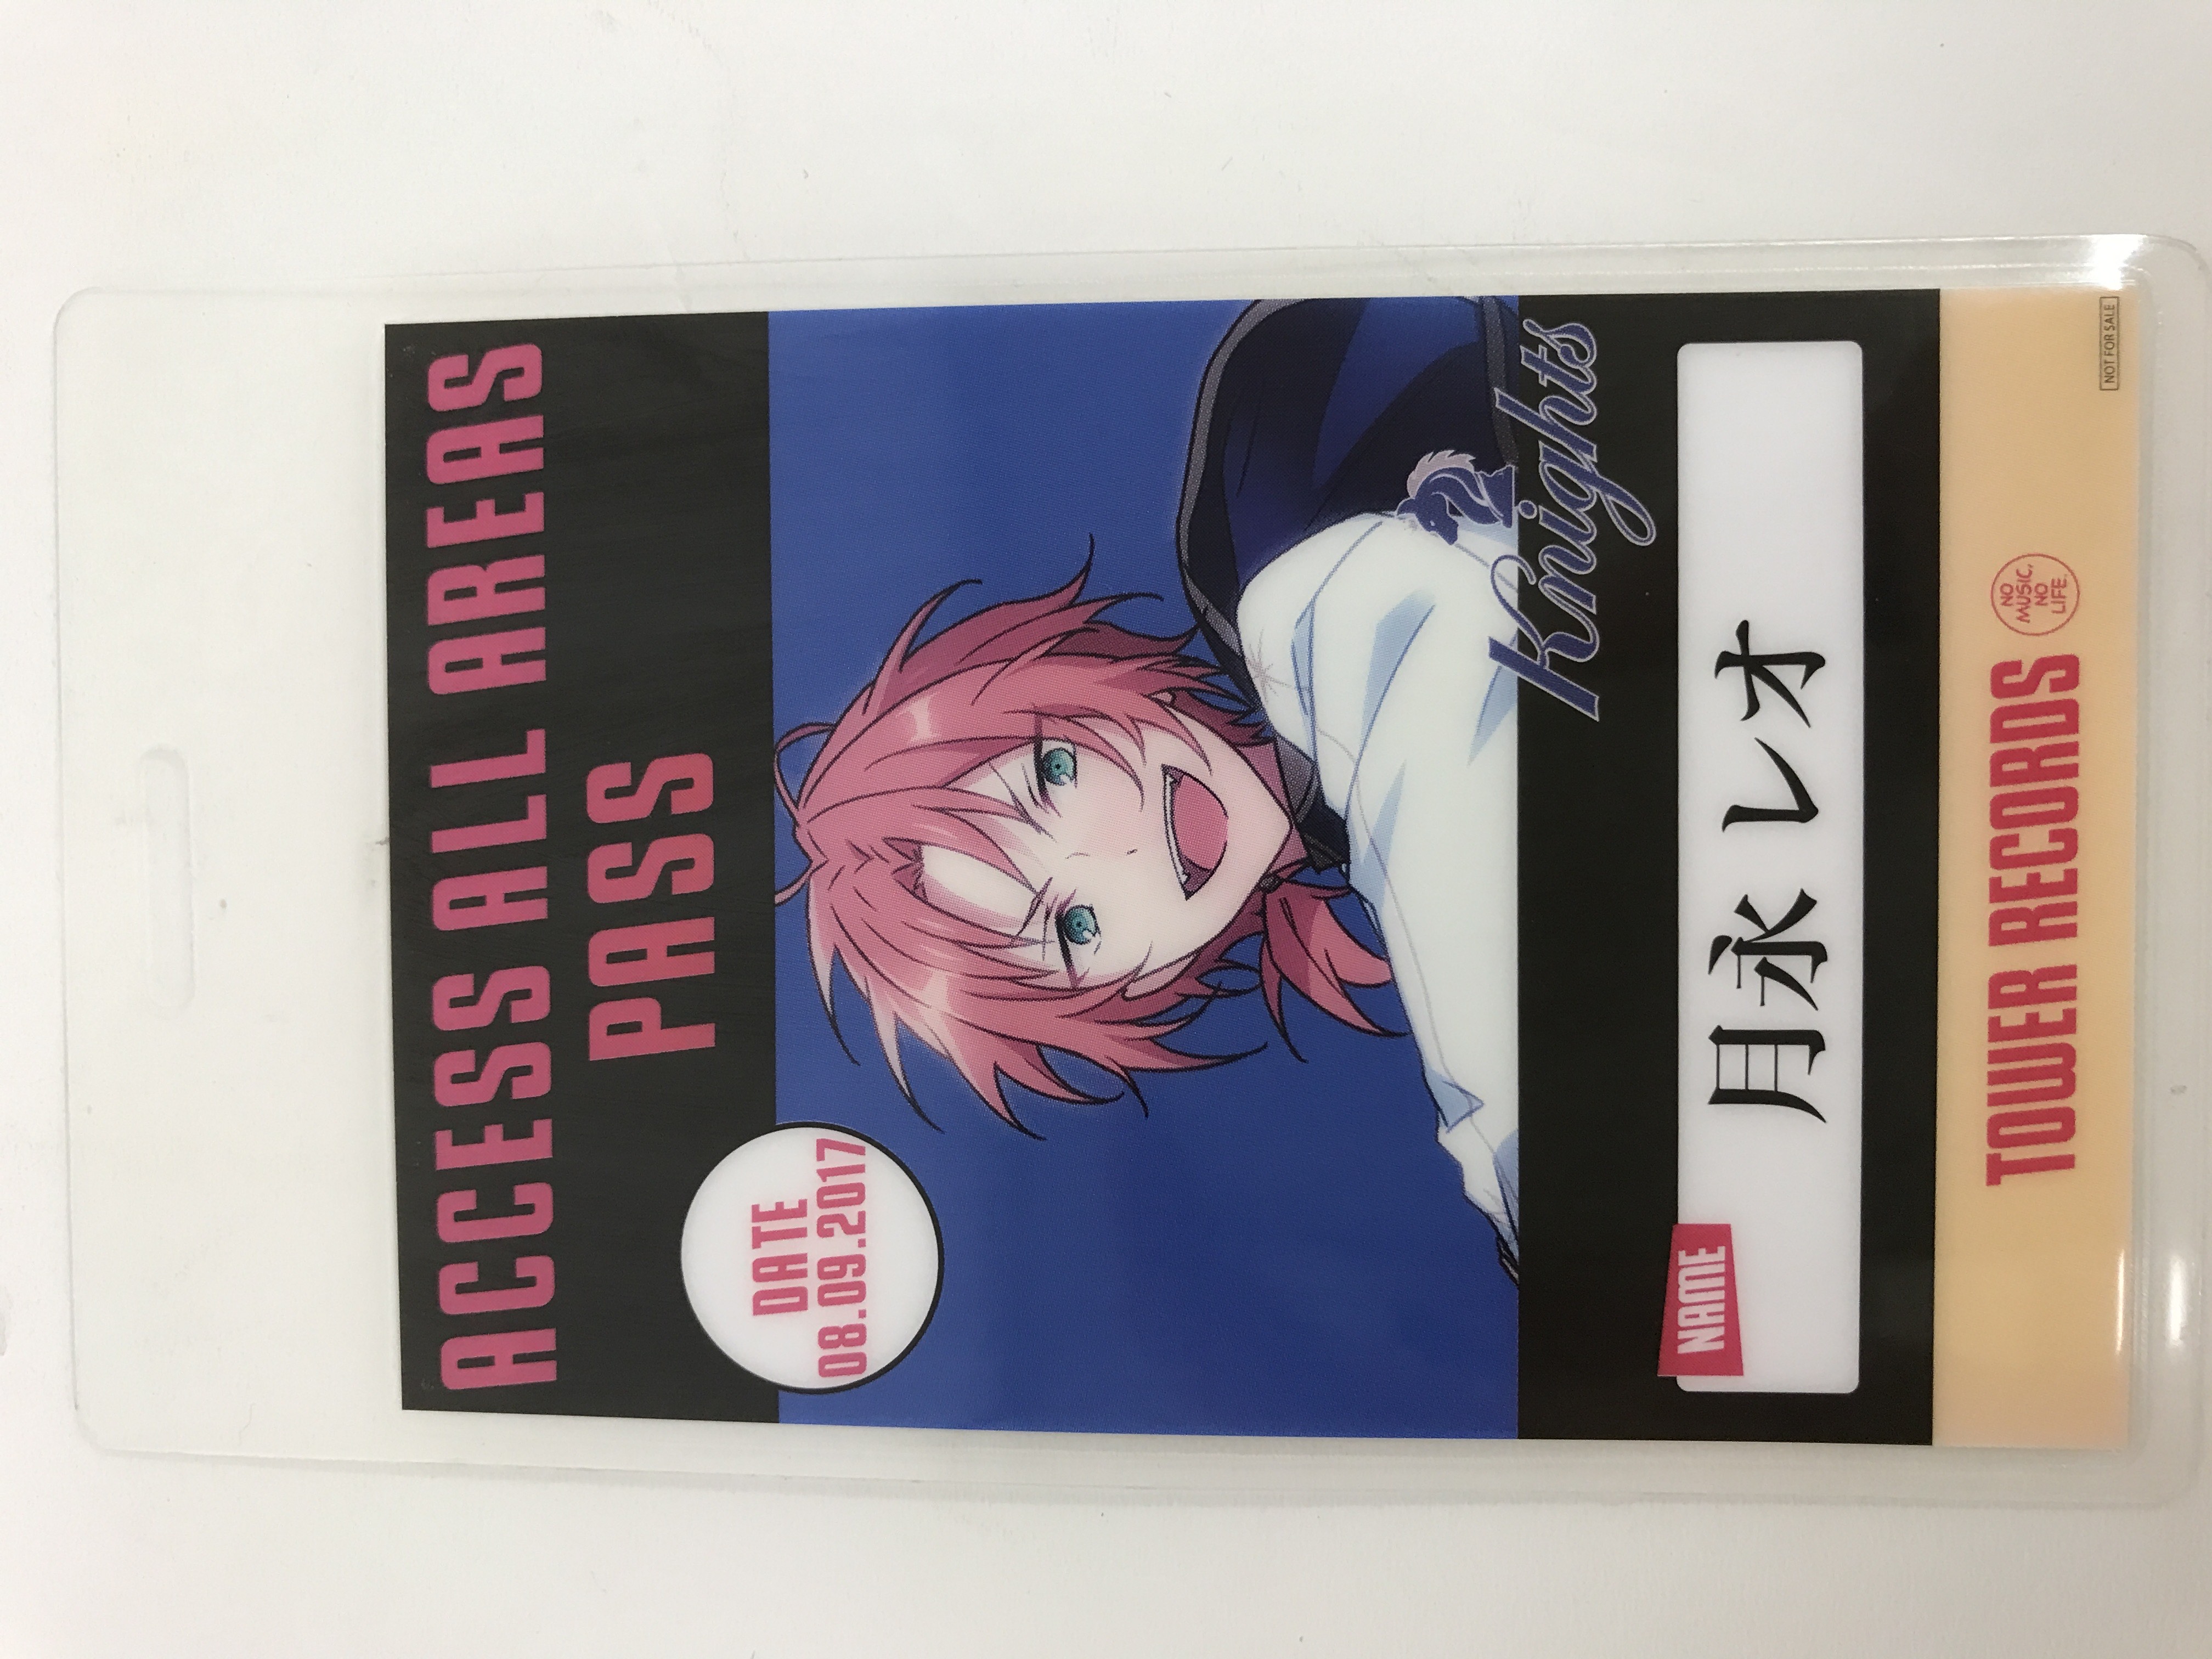 ACCESS ALL AREAS
PASS
DATE
08.09.2017
Knights
NAME
月永 レオ
TOWER RECORDS
NO
MUSIC,
NO
LIFE.
NOT FOR SALE